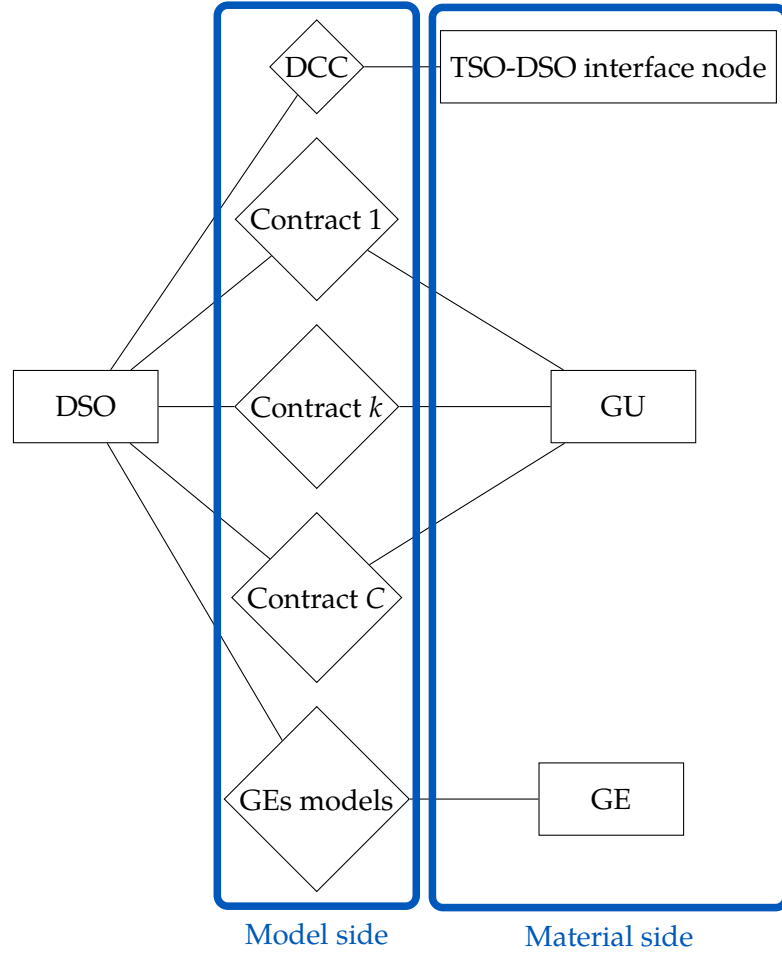 DCC
TSO-DSO interface node
Contract 1
DSO
Contract k
GU
Contract C
GEs models
GE
Model side
Material side